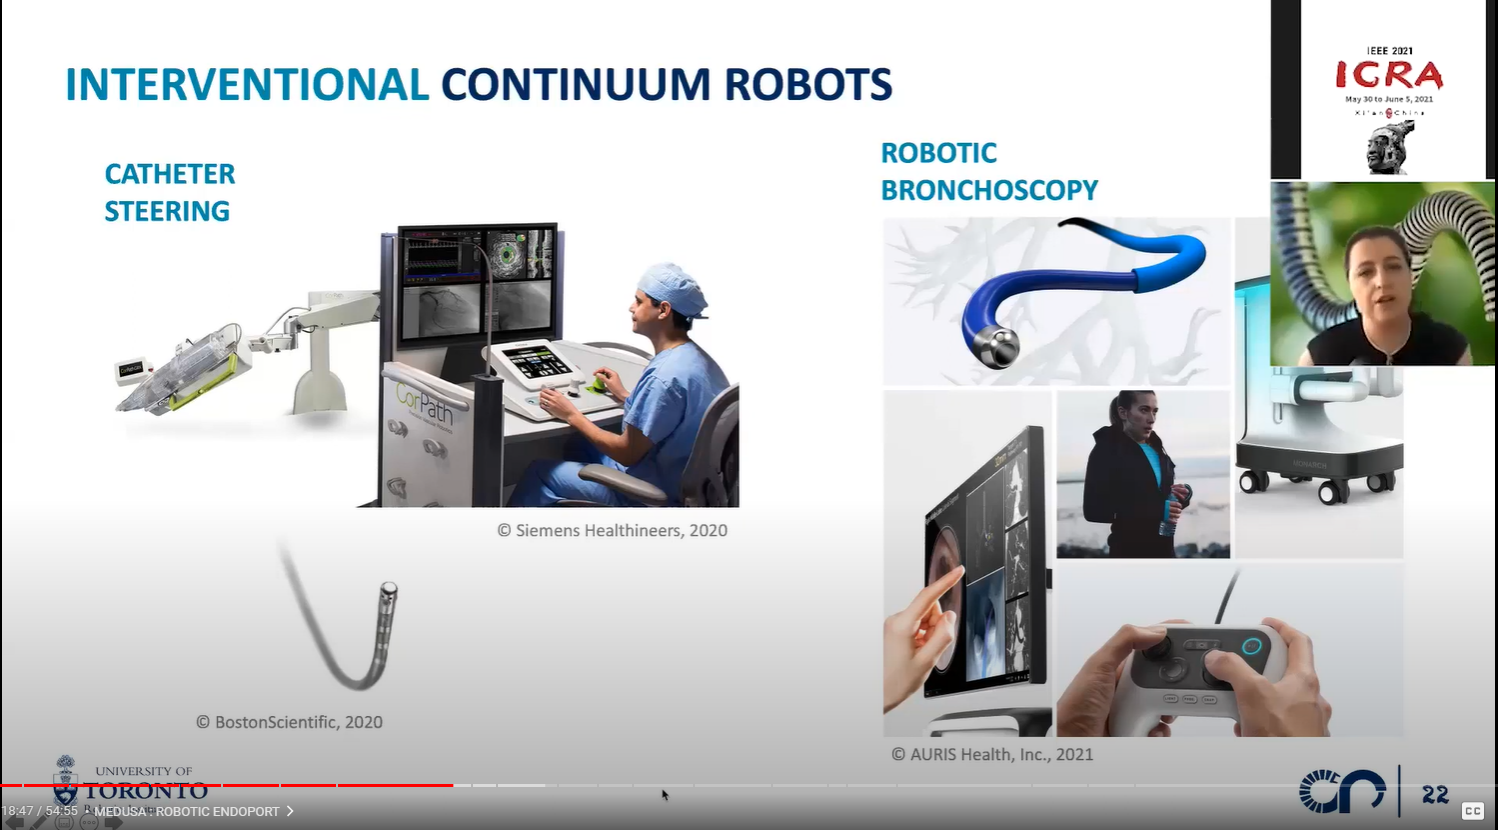 INTERVENTIONAL CONTINUUM ROBOTS
IEEE 2021
ICRA
May 30 to June 5, 2021
Xi'an China
CATHETER
STEERING
ROBOTIC
BRONCHOSCOPY
CorPath
MONARCH
© Siemens Healthineers, 2020
© BostonScientific, 2020
© AURIS Health, Inc., 2021
UNIVERSITY OF
TORONTO
22
18:47 / 54:55 • MEDUSA: ROBOTIC ENDOPORT
CC